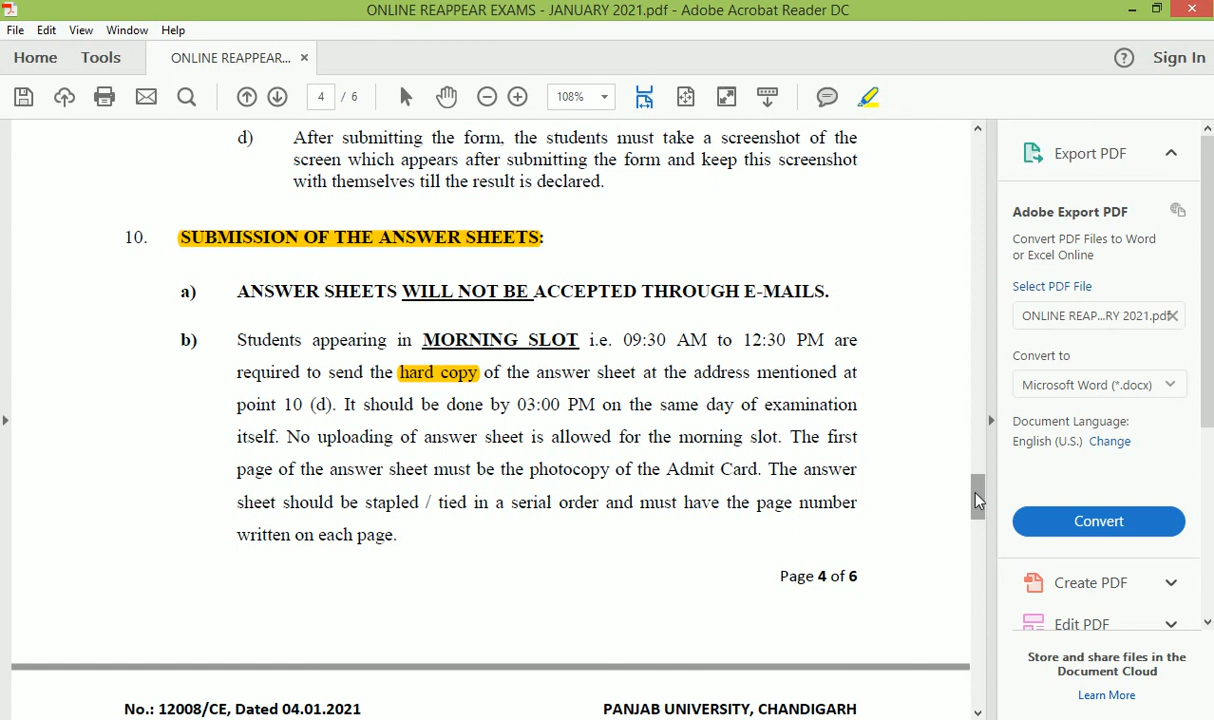 ONLINE REAPPEAR EXAMS - JANUARY 2021.pdf - Adobe Acrobat Reader DC
File Edit View Window Help
Home Tools ONLINE REAPPEAR... × Sign In
4 / 6 108%
d) After submitting the form, the students must take a screenshot of the
screen which appears after submitting the form and keep this screenshot
with themselves till the result is declared.
10. SUBMISSION OF THE ANSWER SHEETS:
a) ANSWER SHEETS WILL NOT BE ACCEPTED THROUGH E-MAILS.
b) Students appearing in MORNING SLOT i.e. 09:30 AM to 12:30 PM are
required to send the hard copy of the answer sheet at the address mentioned at
point 10 (d). It should be done by 03:00 PM on the same day of examination
itself. No uploading of answer sheet is allowed for the morning slot. The first
page of the answer sheet must be the photocopy of the Admit Card. The answer
sheet should be stapled / tied in a serial order and must have the page number
written on each page.
Page 4 of 6
No.: 12008/CE, Dated 04.01.2021 PANJAB UNIVERSITY, CHANDIGARH
Export PDF
Adobe Export PDF
Convert PDF Files to Word
or Excel Online
Select PDF File
ONLINE REAP...RY 2021.pdf
Convert to
Microsoft Word (*.docx)
Document Language:
English (U.S.) Change
Convert
Create PDF
Edit PDF
Store and share files in the
Document Cloud
Learn More